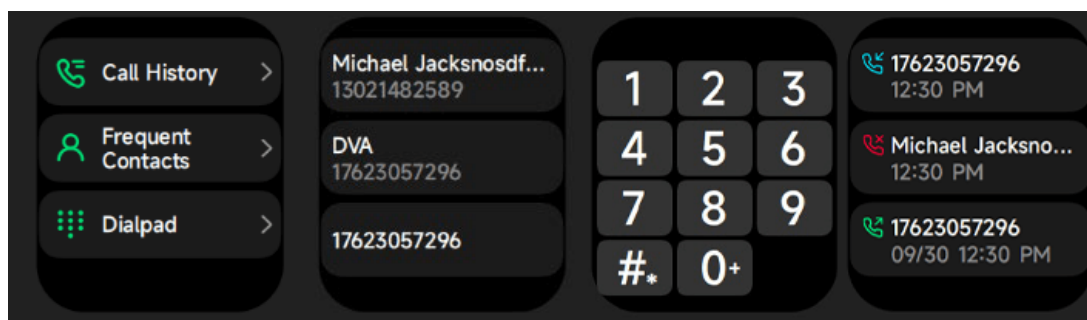 Call History
Frequent
Contacts
Dialpad
Michael Jacksnosdf...
13021482589
DVA
17623057296
17623057296
1 2 3
4 5 6
7 8 9
#* 0+
17623057296
12:30 PM
Michael Jacksno...
12:30 PM
17623057296
09/30 12:30 PM